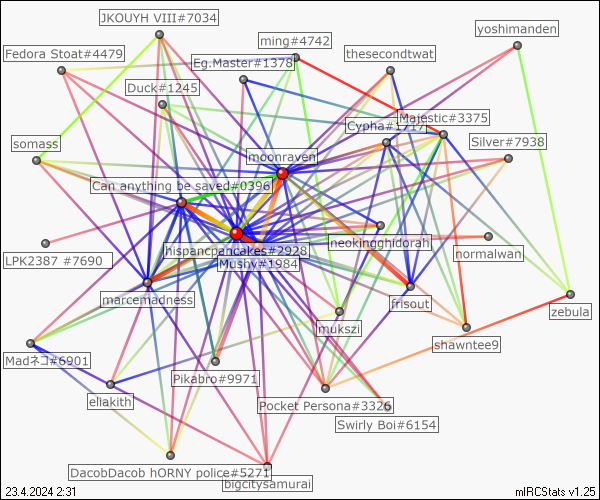 JKOUYH VIII#7034
yoshimanden
ming#4742
Fedora Stoat#4479
thesecondtwat
Eg.Master#1378
Duck#1245
Majestic#3375
Cypha#1717
somass
Silver#7938
moonraven
Can anything be saved#0396
neokingghidorah
hispancpancakes#2928
normalwan
LPK2387 #7690
Mushy#1984
marcemadness
frisout
zebula
mukszi
shawntee9
Madネコ#6901
Pikabro#9971
eliakith
Pocket Persona#3326
Swirly Boi#6154
DacobDacob hORNY police#5271
bigcitysamurai
23.4.2024 2:31
mIRCStats v1.25